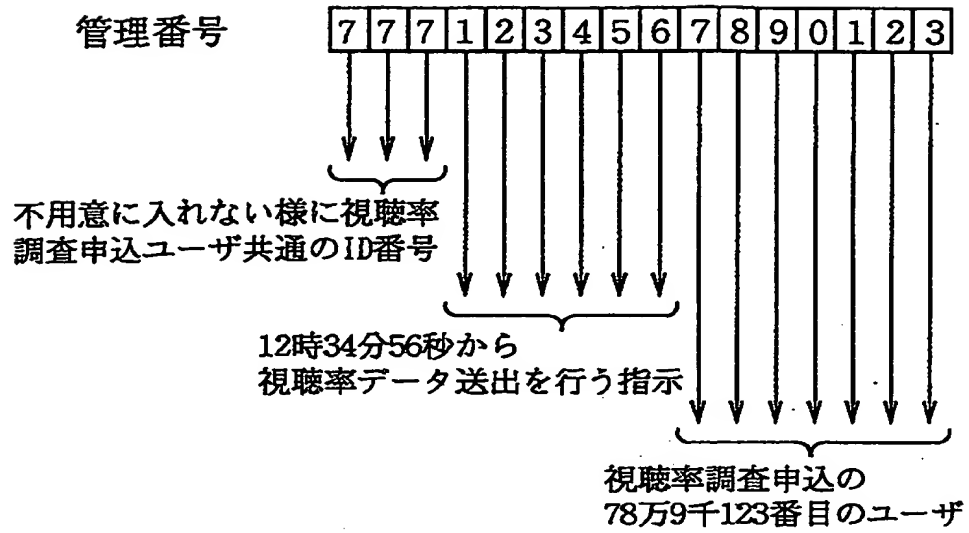 管理番号 7771234567890123
不用意に入れない様に視聴率
調査申込ユーザ共通のID番号
12時34分56秒から
視聴率データ送出を行う指示
視聴率調査申込の
78万9千123番目のユーザ